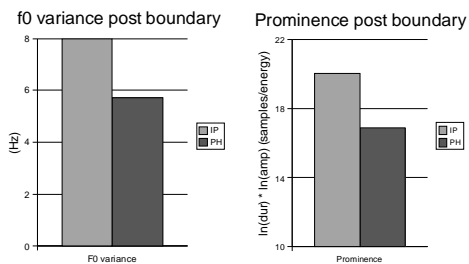 f0 variance post boundary
8
6
4
2
0
(Hz)
F0 variance
IP
PH
Prominence post boundary
22
18
14
10
ln(dur) * ln(amp) (samples/energy)
Prominence
IP
PH